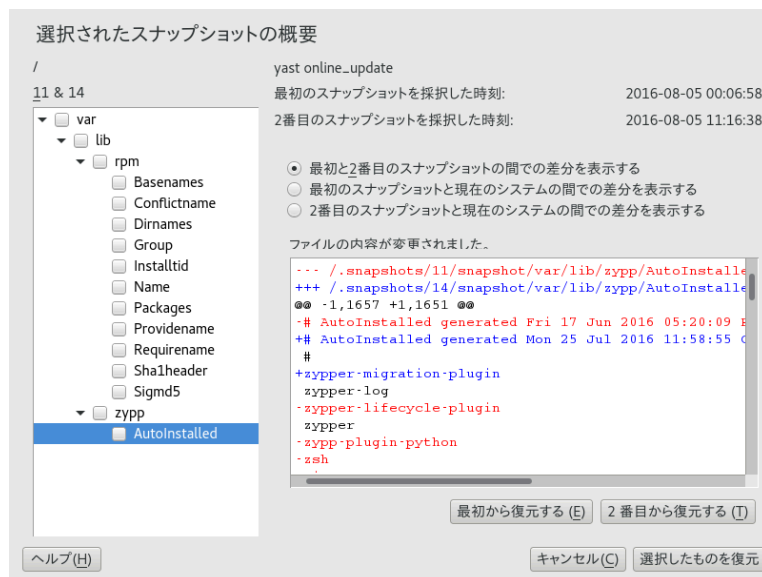 選択されたスナップショットの概要
/
yast online_update
11 & 14
最初のスナップショットを採択した時刻:
2016-08-05 00:06:58
2番目のスナップショットを採択した時刻:
2016-08-05 11:16:38
var
lib
rpm
Basenames
Conflictname
Dirnames
Group
Installtid
Name
Packages
Providename
Requirename
Sha1header
Sigmd5
zypp
AutoInstalled
最初と2番目のスナップショットの間での差分を表示する
最初のスナップショットと現在のシステムの間での差分を表示する
2番目のスナップショットと現在のシステムの間での差分を表示する
ファイルの内容が変更されました。
--- /.snapshots/11/snapshot/var/lib/zypp/AutoInstalle
+++ /.snapshots/14/snapshot/var/lib/zypp/AutoInstalle
@@ -1,1657 +1,1651 @@
-# AutoInstalled generated Fri 17 Jun 2016 05:20:09
+# AutoInstalled generated Mon 25 Jul 2016 11:58:55
#
+zypper-migration-plugin
zypper-log
-zypper-lifecycle-plugin
zypper
-zypp-plugin-python
-zsh
最初から復元する (E)
2 番目から復元する (T)
ヘルプ(H)
キャンセル(C)
選択したものを復元